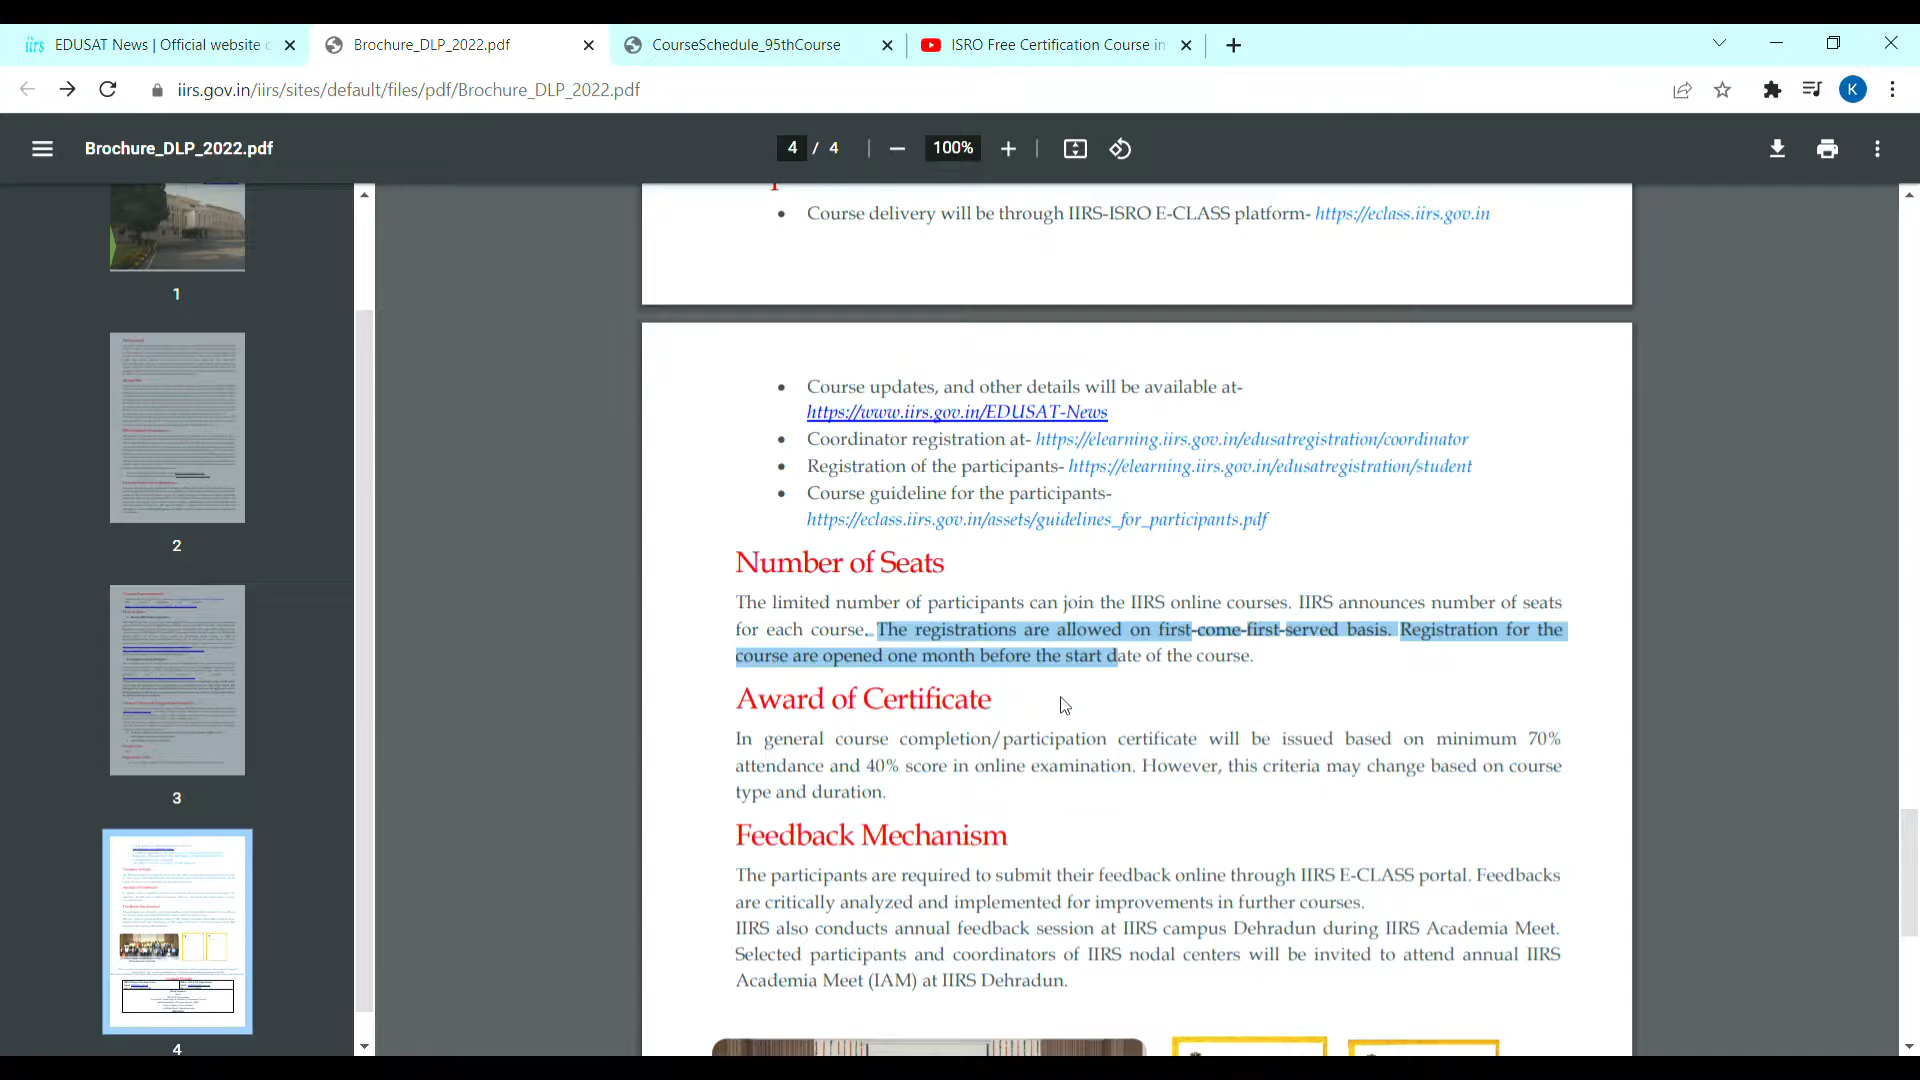 iirs EDUSAT News | Official website c
Brochure_DLP_2022.pdf
CourseSchedule_95thCourse
ISRO Free Certification Course in
iirs.gov.in/iirs/sites/default/files/pdf/Brochure_DLP_2022.pdf
K
Brochure_DLP_2022.pdf
4 / 4
100%
1
2
3
4
• Course delivery will be through IIRS-ISRO E-CLASS platform- https://eclass.iirs.gov.in
• Course updates, and other details will be available at-
https://www.iirs.gov.in/EDUSAT-News
• Coordinator registration at- https://elearning.iirs.gov.in/edusatregistration/coordinator
• Registration of the participants- https://elearning.iirs.gov.in/edusatregistration/student
• Course guideline for the participants-
https://eclass.iirs.gov.in/assets/guidelines_for_participants.pdf
Number of Seats
The limited number of participants can join the IIRS online courses. IIRS announces number of seats
for each course. The registrations are allowed on first-come-first-served basis. Registration for the
course are opened one month before the start date of the course.
Award of Certificate
In general course completion/participation certificate will be issued based on minimum 70%
attendance and 40% score in online examination. However, this criteria may change based on course
type and duration.
Feedback Mechanism
The participants are required to submit their feedback online through IIRS E-CLASS portal. Feedbacks
are critically analyzed and implemented for improvements in further courses.
IIRS also conducts annual feedback session at IIRS campus Dehradun during IIRS Academia Meet.
Selected participants and coordinators of IIRS nodal centers will be invited to attend annual IIRS
Academia Meet (IAM) at IIRS Dehradun.